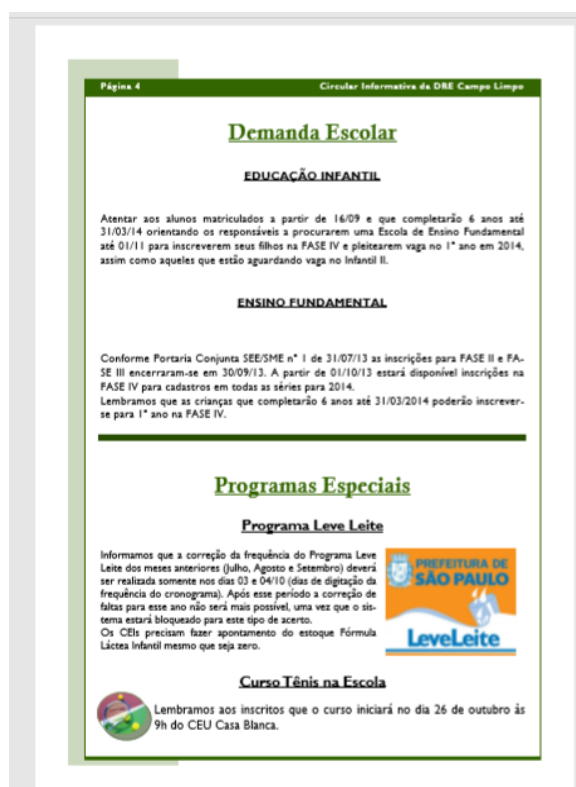 Página 4 Circular Informativa da DRE Campo Limpo
Demanda Escolar
EDUCAÇÃO INFANTIL
Atentar aos alunos matriculados a partir de 16/09 e que completarão 6 anos até
31/03/14 orientando os responsáveis a procurarem uma Escola de Ensino Fundamental
até 01/11 para inscreverem seus filhos na FASE IV e pleitearem vaga no 1° ano em 2014,
assim como aqueles que estão aguardando vaga no Infantil II.
ENSINO FUNDAMENTAL
Conforme Portaria Conjunta SEE/SME n° 1 de 31/07/13 as inscrições para FASE II e FA-
SE III encerraram-se em 30/09/13. A partir de 01/10/13 estará disponível inscrições na
FASE IV para cadastros em todas as séries para 2014.
Lembramos que as crianças que completarão 6 anos até 31/03/2014 poderão inscrever-
se para 1° ano na FASE IV.
Programas Especiais
Programa Leve Leite
Informamos que a correção da frequência do Programa Leve
Leite dos meses anteriores (Julho, Agosto e Setembro) deverá
ser realizada somente nos dias 03 e 04/10 (dias de digitação da
frequência do cronograma). Após esse período a correção de
faltas para esse ano não será mais possível, uma vez que o sis-
tema estará bloqueado para este tipo de acerto.
Os CEIs precisam fazer apontamento do estoque Fórmula
Láctea Infantil mesmo que seja zero.
PREFEITURA DE
SÃO PAULO
LeveLeite
Curso Tênis na Escola
Lembramos aos inscritos que o curso iniciará no dia 26 de outubro às
9h do CEU Casa Blanca.